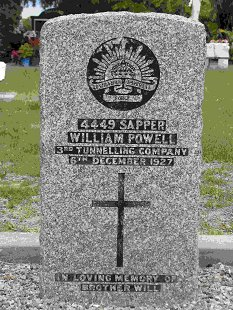 4449 SAPPER
WILLIAM POWELL
3RD TUNNELLING COMPANY
6TH DECEMBER 1927
IN LOVING MEMORY OF
BROTHER WILL